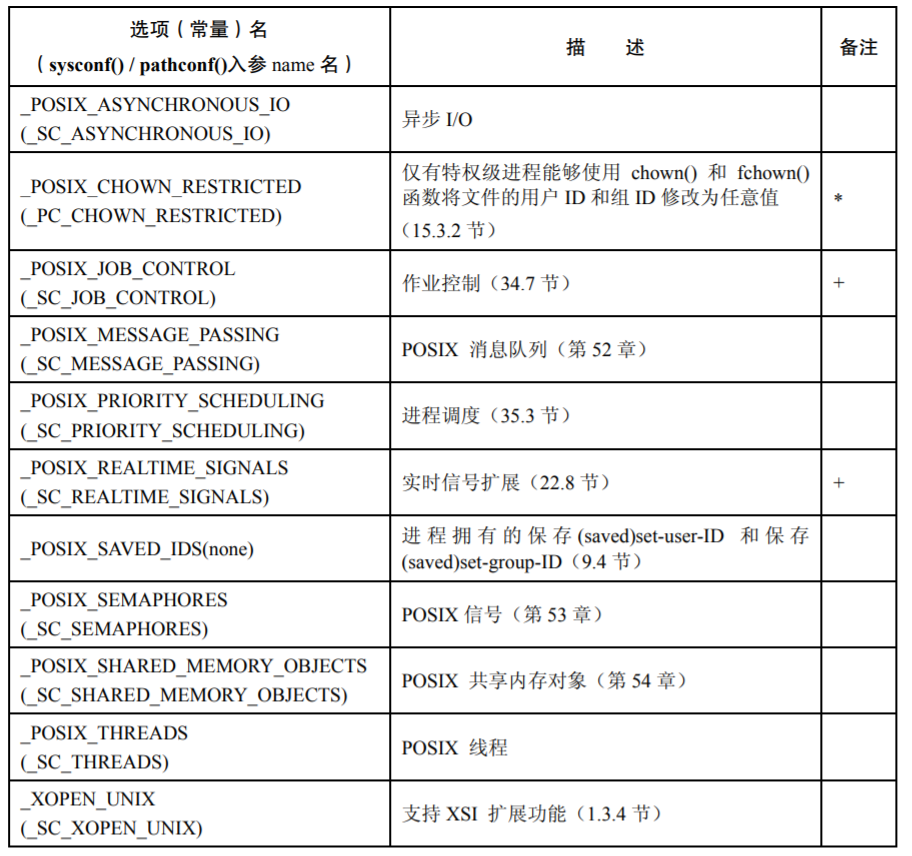 选项（常量）名
（sysconf() / pathconf()入参 name 名）
描 述
备注
_POSIX_ASYNCHRONOUS_IO
(_SC_ASYNCHRONOUS_IO)
异步 I/O
_POSIX_CHOWN_RESTRICTED
(_PC_CHOWN_RESTRICTED)
仅有特权级进程能够使用 chown() 和 fchown()
函数将文件的用户 ID 和组 ID 修改为任意值
（15.3.2 节）
*
_POSIX_JOB_CONTROL
(_SC_JOB_CONTROL)
作业控制（34.7 节）
+
_POSIX_MESSAGE_PASSING
(_SC_MESSAGE_PASSING)
POSIX 消息队列（第 52 章）
_POSIX_PRIORITY_SCHEDULING
(_SC_PRIORITY_SCHEDULING)
进程调度（35.3 节）
_POSIX_REALTIME_SIGNALS
(_SC_REALTIME_SIGNALS)
实时信号扩展（22.8 节）
+
_POSIX_SAVED_IDS(none)
进程拥有的保存(saved)set-user-ID 和保存
(saved)set-group-ID（9.4 节）
_POSIX_SEMAPHORES
(_SC_SEMAPHORES)
POSIX 信号（第 53 章）
_POSIX_SHARED_MEMORY_OBJECTS
(_SC_SHARED_MEMORY_OBJECTS)
POSIX 共享内存对象（第 54 章）
_POSIX_THREADS
(_SC_THREADS)
POSIX 线程
_XOPEN_UNIX
(_SC_XOPEN_UNIX)
支持 XSI 扩展功能（1.3.4 节）